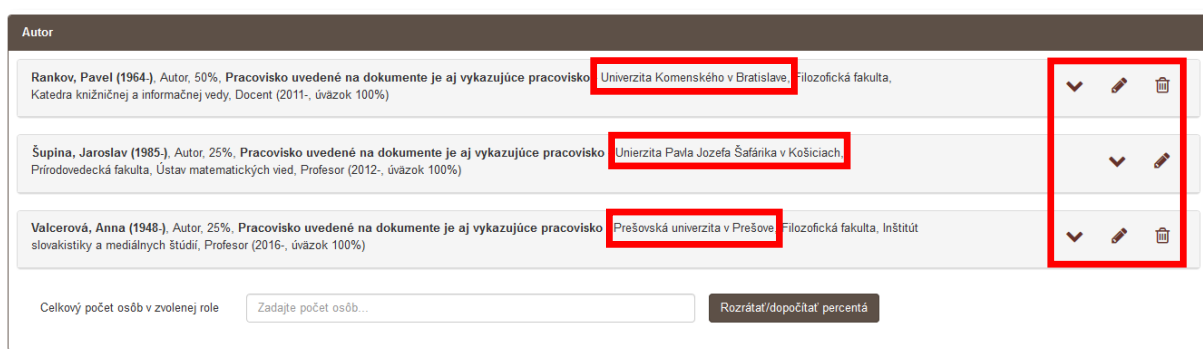 Autor
Rankov, Pavel (1964-), Autor, 50%, Pracovisko uvedené na dokumente je aj vykazujúce pracovisko Univerzita Komenského v Bratislave, Filozofická fakulta,
Katedra knižničnej a informačnej vedy, Docent (2011-, úväzok 100%)
Šupina, Jaroslav (1985-), Autor, 25%, Pracovisko uvedené na dokumente je aj vykazujúce pracovisko Unierzita Pavla Jozefa Šafárika v Košiciach,
Prírodovedecká fakulta, Ústav matematických vied, Profesor (2012-, úväzok 100%)
Valcerová, Anna (1948-), Autor, 25%, Pracovisko uvedené na dokumente je aj vykazujúce pracovisko Prešovská univerzita v Prešove, Filozofická fakulta, Inštitút
slovakistiky a mediálnych štúdií, Profesor (2016-, úväzok 100%)
Celkový počet osôb v zvolenej role Zadajte počet osôb... Rozrátať/dopočítať percentá